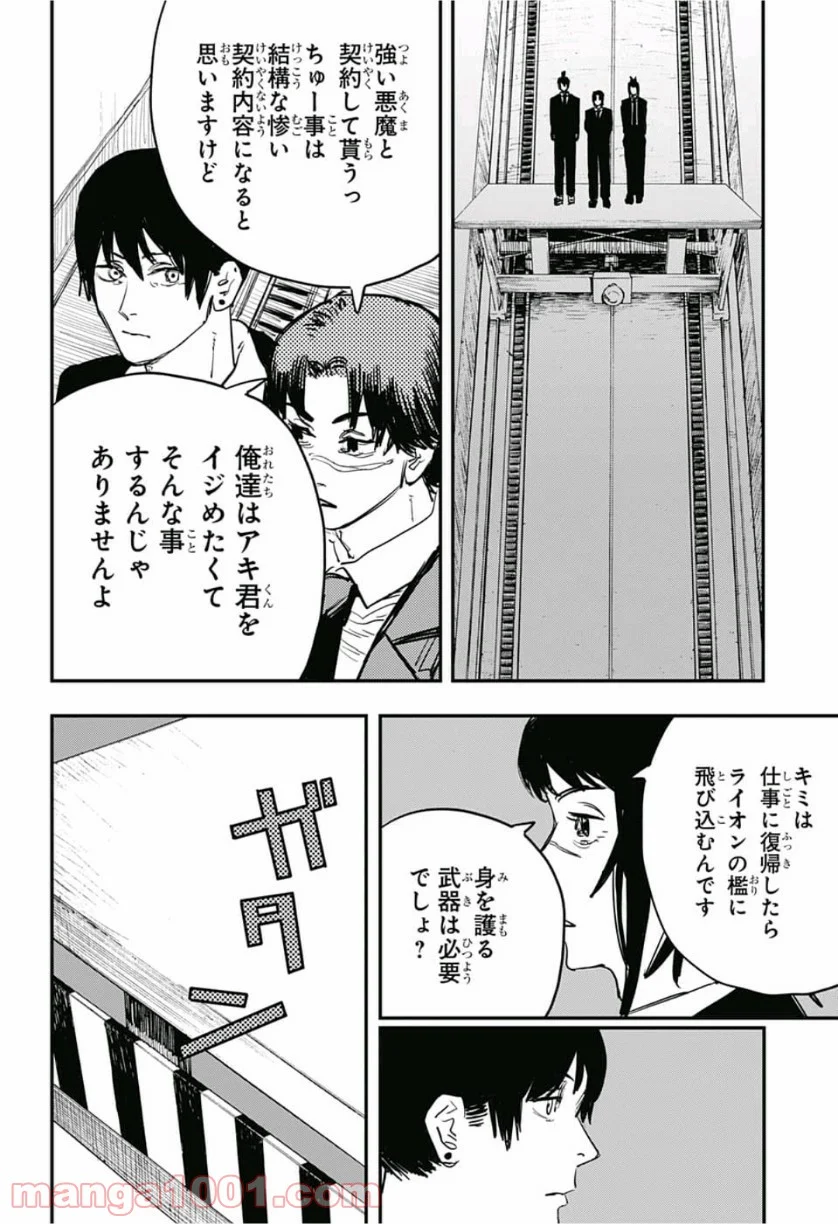 強い悪魔と
契約して貰うっ
ちゅー事は
結構な惨い
契約内容になると
思いますけど
俺達はアキ君を
イジめたくて
そんな事
するんじゃ
ありませんよ
キミは
仕事に復帰したら
ライオンの檻に
飛び込むんです
身を護る
武器は必要
でしょ?
ガタン
manga1001.com